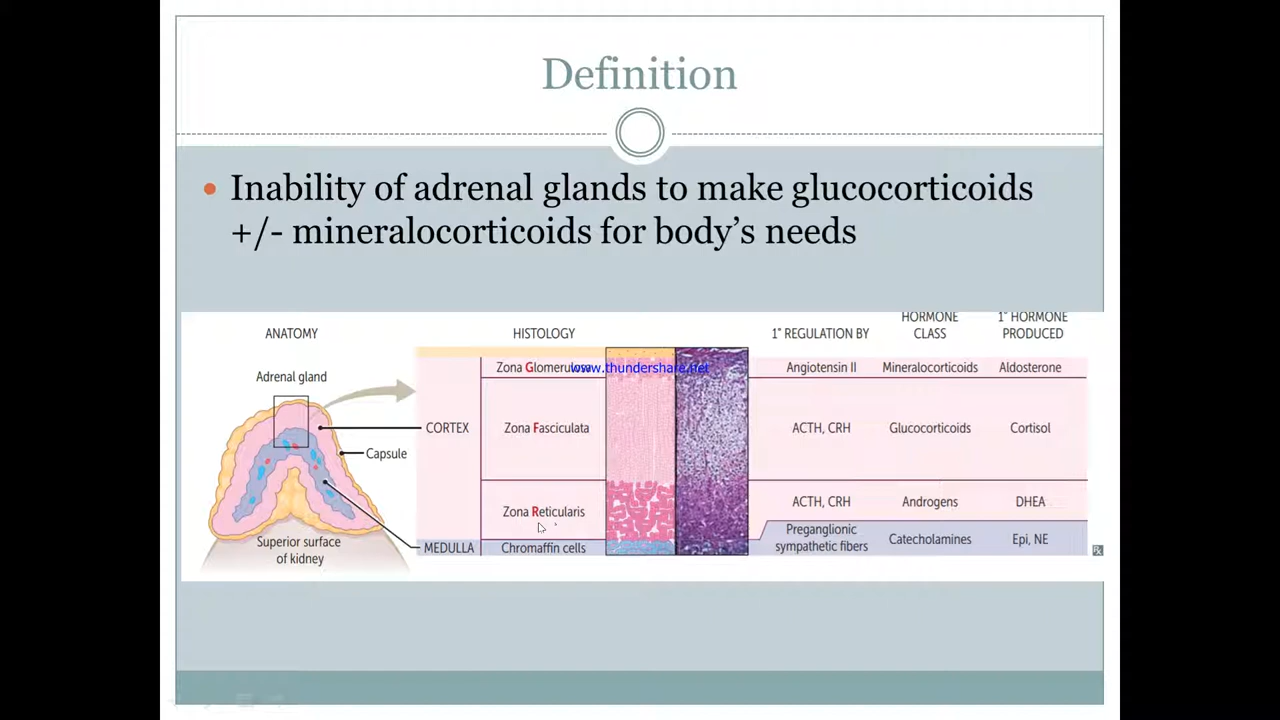 Definition
• Inability of adrenal glands to make glucocorticoids
+/- mineralocorticoids for body's needs
ANATOMY
HISTOLOGY
1° REGULATION BY
HORMONE
CLASS
1° HORMONE
PRODUCED
Adrenal gland
CORTEX
Capsule
MEDULLA
Superior surface
of kidney
Zona Glomerulosa
www.thundershare.net
Angiotensin II
Mineralocorticoids
Aldosterone
Zona Fasciculata
ACTH, CRH
Glucocorticoids
Cortisol
Zona Reticularis
ACTH, CRH
Androgens
DHEA
Chromaffin cells
Preganglionic
sympathetic fibers
Catecholamines
Epi, NE